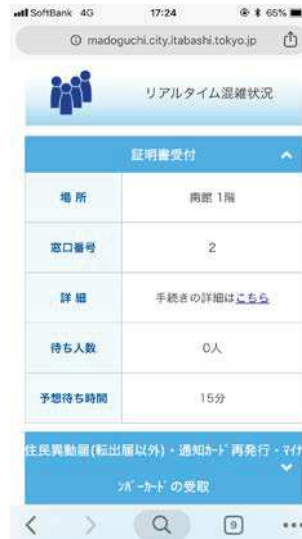 SoftBank 4G 17:24 65%
madoguchi.city.itabashi.tokyo.jp
リアルタイム混雑状況
証明書受付
場所 南館 1階
窓口番号 2
詳細 手続きの詳細はこちら
待ち人数 0人
予想待ち時間 15分
住民異動届(転出届以外)・通知ｶｰﾄﾞ再発行・ﾏｲﾅ
ﾝﾊﾞｰｶｰﾄﾞの受取
9